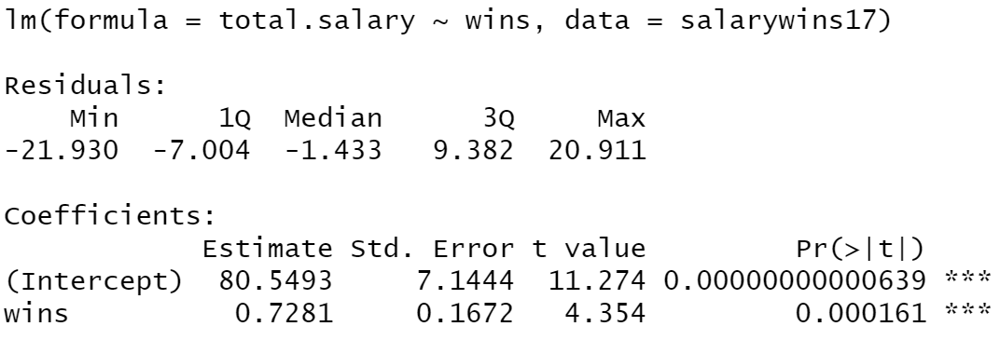 lm(formula = total.salary ~ wins, data = salarywins17)
Residuals:
Min 1Q Median 3Q Max
-21.930 -7.004 -1.433 9.382 20.911
Coefficients:
Estimate Std. Error t value Pr(>|t|)
(Intercept) 80.5493 7.1444 11.274 0.00000000000639 ***
wins 0.7281 0.1672 4.354 0.000161 ***